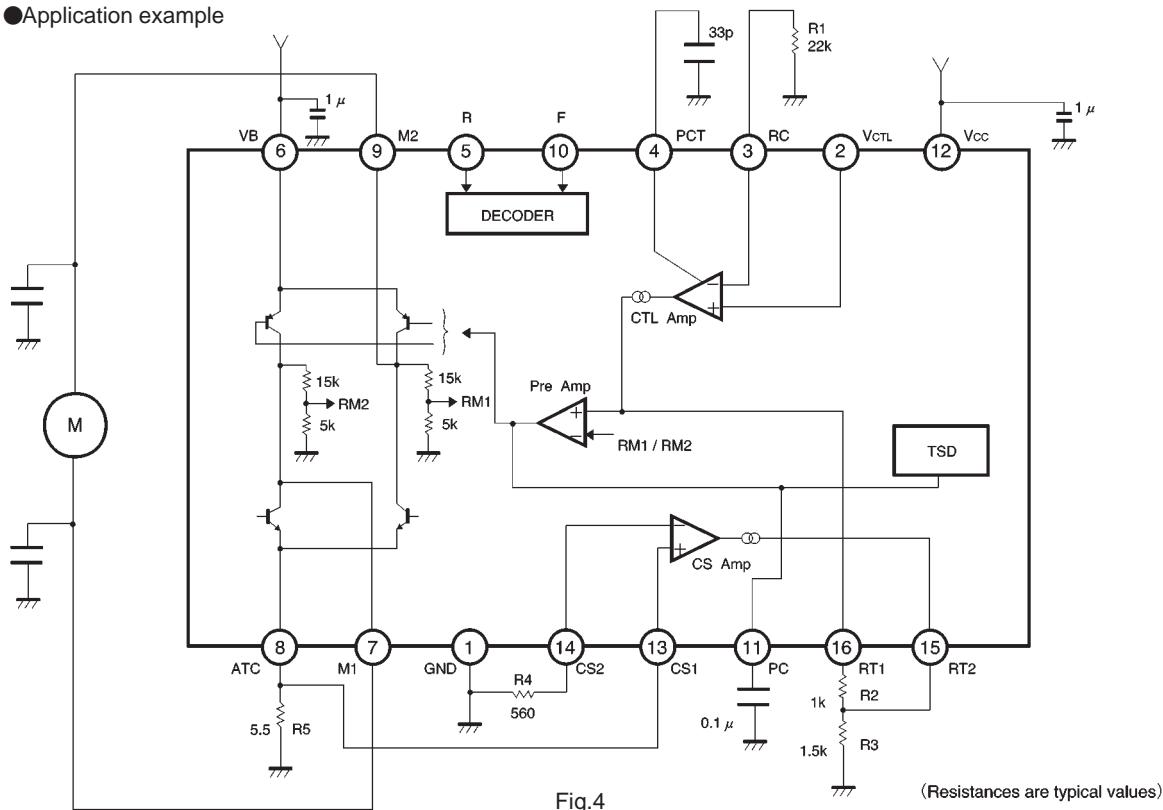 ●Application example
33p
R1
22k
1 μ
1 μ
VB
6
M2
9
R
5
F
10
4
PCT
3
RC
2
VCTL
12
VCC
DECODER
CTL Amp
15k
RM2
5k
15k
RM1
5k
Pre Amp
RM1 / RM2
TSD
M
CS Amp
8
ATC
7
M1
1
GND
14
CS2
13
CS1
11
PC
16
RT1
15
RT2
5.5
R5
R4
560
0.1 μ
1k
R2
1.5k
R3
Fig.4
(Resistances are typical values)